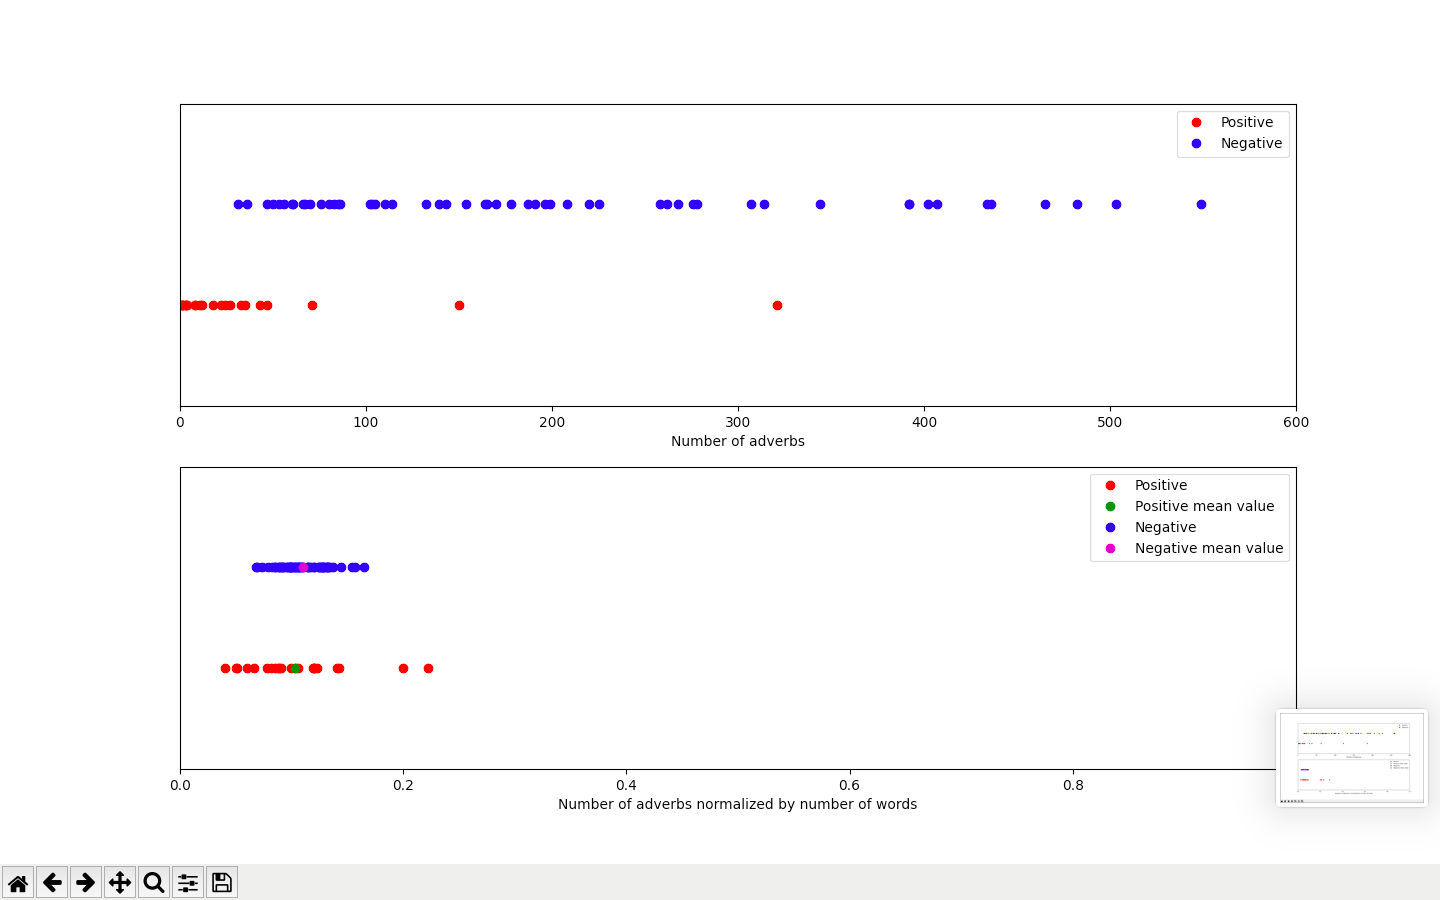 Positive
Negative
0 100 200 300 400 500 600
Number of adverbs
Positive
Positive mean value
Negative
Negative mean value
0.0 0.2 0.4 0.6 0.8
Number of adverbs normalized by number of words